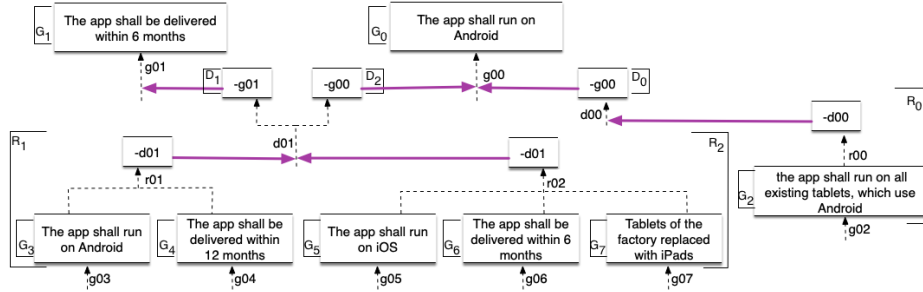 G1
The app shall be delivered
within 6 months
G0
The app shall run on
Android
g01
g00
D1
-g01
-g00
D2
-g00
D0
d00
-d00
R0
R1
-d01
d01
-d01
R2
r01
r02
r00
G2
the app shall run on all
existing tablets, which use
Android
g02
G3
The app shall run
on Android
G4
The app shall be
delivered within
12 months
G5
The app shall run
on iOS
G6
The app shall be
delivered within 6
months
G7
Tablets of the
factory replaced
with iPads
g03
g04
g05
g06
g07